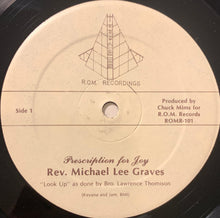 R.O.M. RECORDINGS
Side 1
Produced by
Chuck Mims for
R.O.M. Records
ROMR-101
Prescription for Joy
Rev. Michael Lee Graves
"Look Up" as done by Bro. Lawrence Thomison